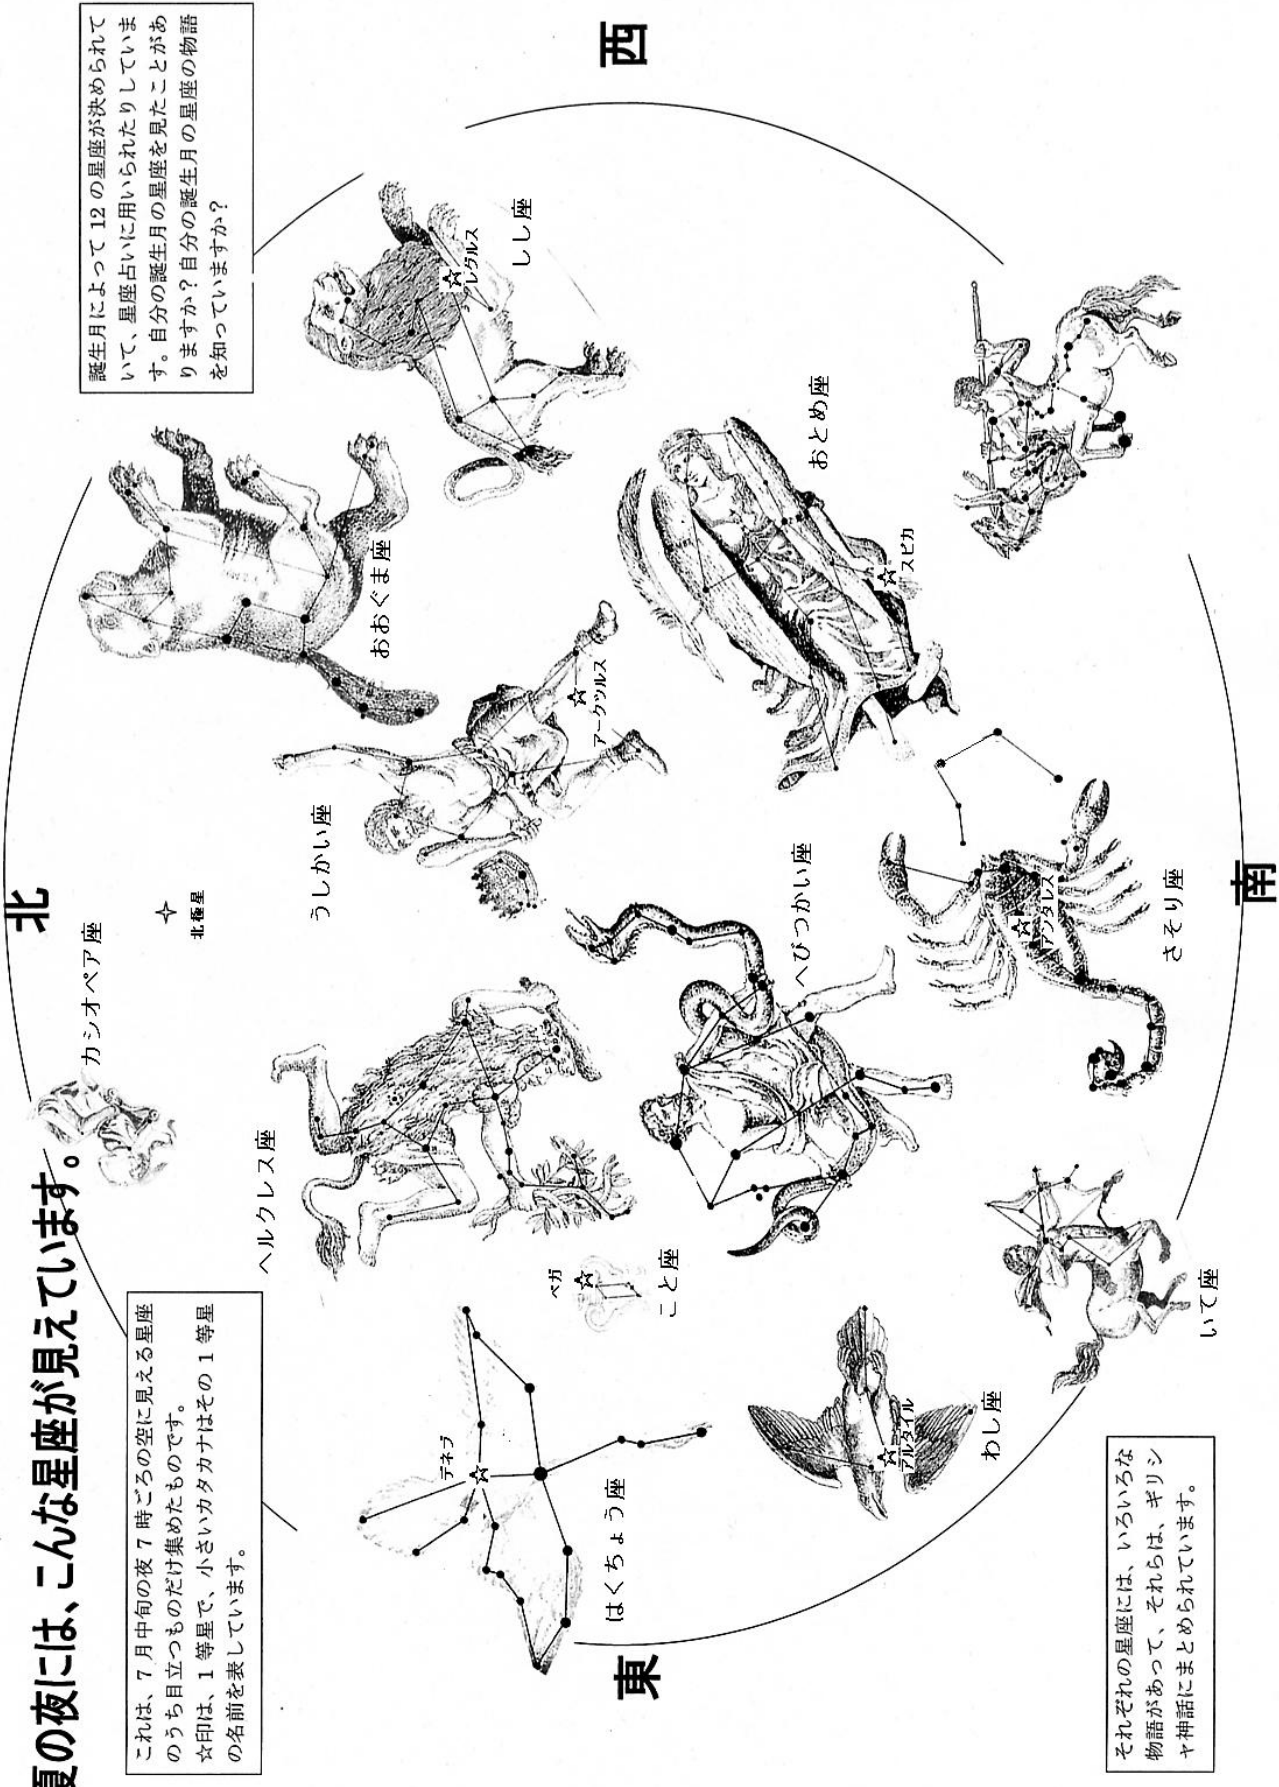 夏の夜には、こんな星座が見えています。
これは、7月中旬の夜7時ごろの空に見える星座
のうち目立つものだけ集めたものです。
☆印は、1等星で、小さいカタカナはその1等星
の名前を表しています。
誕生月によって12の星座が決められて
いて、星座占いに用いられたりしていま
す。自分の誕生月の星座を見たことがあ
りますか？自分の誕生月の星座の物語
を知っていますか？
北
カシオペア座
北極星
おおぐま座
しし座
レグルス
西
うしかい座
アークツルス
ヘルクレス座
おとめ座
スピカ
デネブ
はくちょう座
ベガ
こと座
へびつかい座
東
アルタイル
わし座
アンタレス
さそり座
いて座
南
それぞれの星座には、いろいろな
物語があって、それらは、ギリシ
ャ神話にまとめられています。